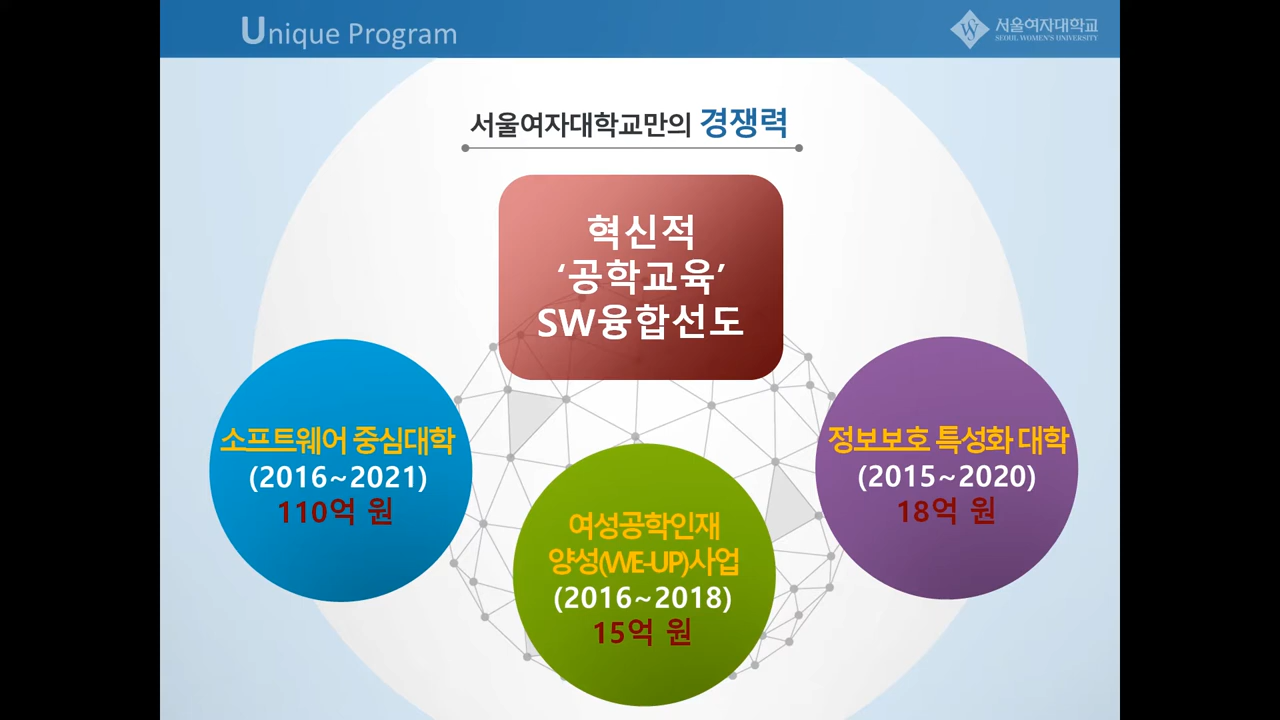 Unique Program
서울여자대학교
SEOUL WOMEN'S UNIVERSITY
서울여자대학교만의 경쟁력
혁신적
‘공학교육’
SW융합선도
소프트웨어 중심대학
(2016~2021)
110억 원
여성공학인재
양성(WE-UP)사업
(2016~2018)
15억 원
정보보호 특성화 대학
(2015~2020)
18억 원